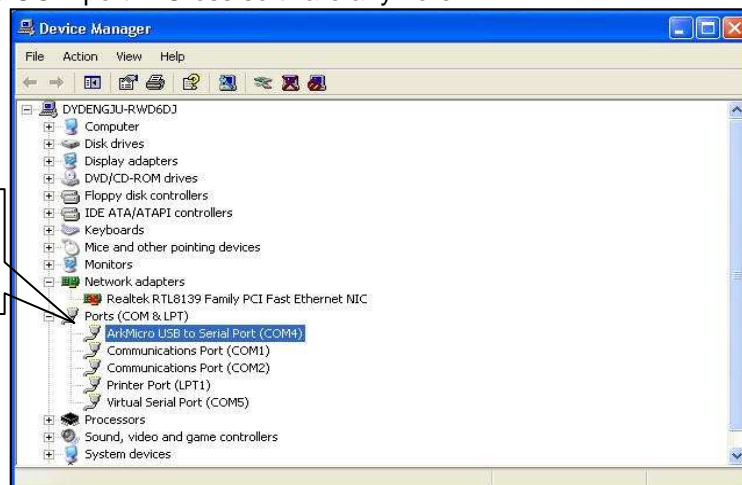 Device Manager
File Action View Help
DYDENGJU-RWD6DJ
Computer
Disk drives
Display adapters
DVD/CD-ROM drives
Floppy disk controllers
IDE ATA/ATAPI controllers
Keyboards
Mice and other pointing devices
Monitors
Network adapters
Realtek RTL8139 Family PCI Fast Ethernet NIC
Ports (COM & LPT)
ArkMicro USB to Serial Port (COM4)
Communications Port (COM1)
Communications Port (COM2)
Printer Port (LPT1)
Virtual Serial Port (COM5)
Processors
Sound, video and game controllers
System devices